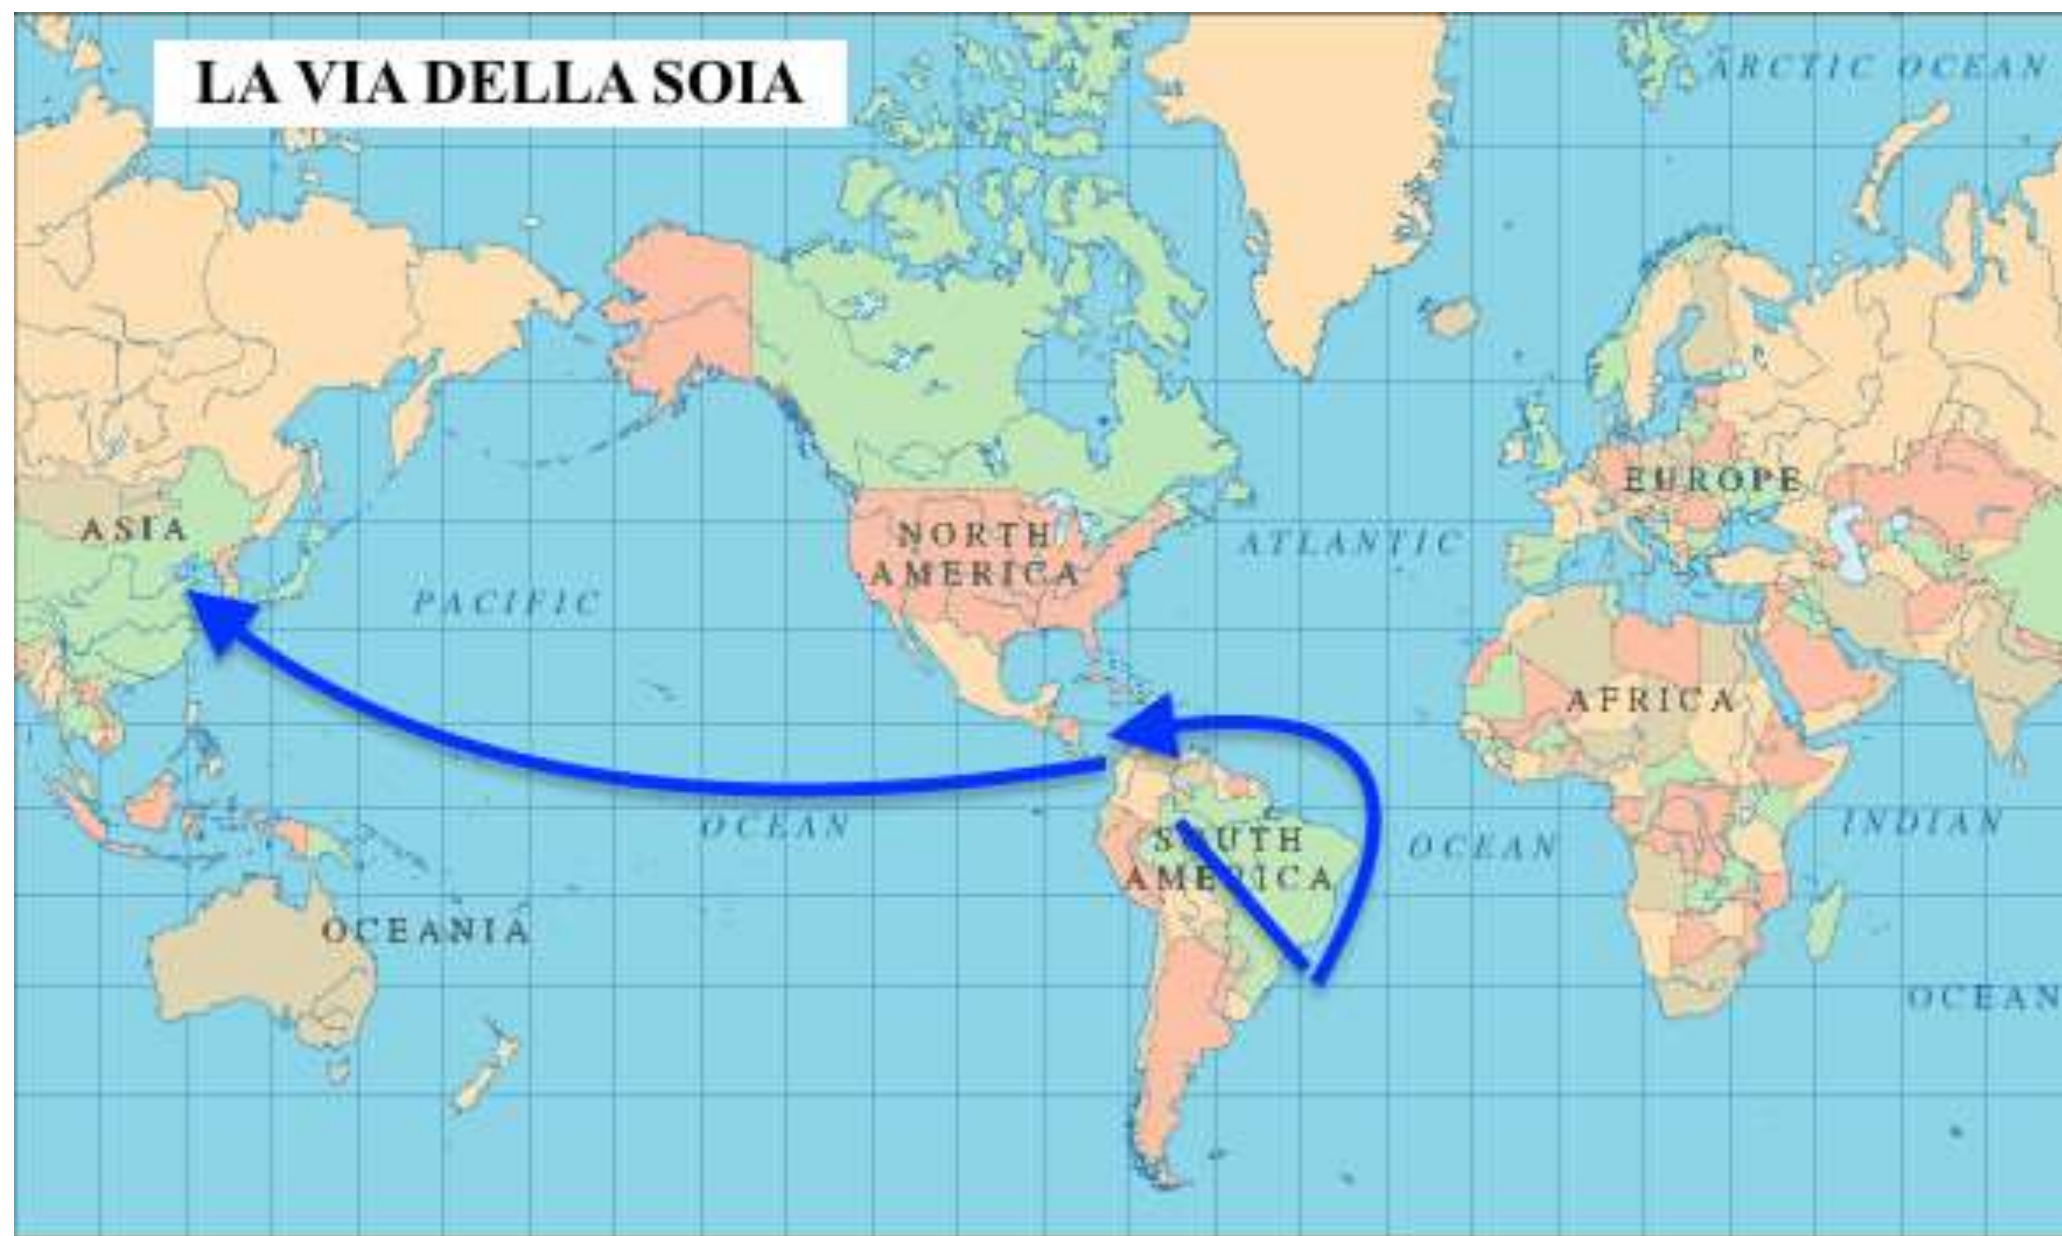 LA VIA DELLA SOIA
ARCTIC OCEAN
EUROPE
ASIA
NORTH
AMERICA
ATLANTIC
PACIFIC
AFRICA
OCEAN
SOUTH
AMERICA
OCEAN
INDIAN
OCEANIA
OCEAN